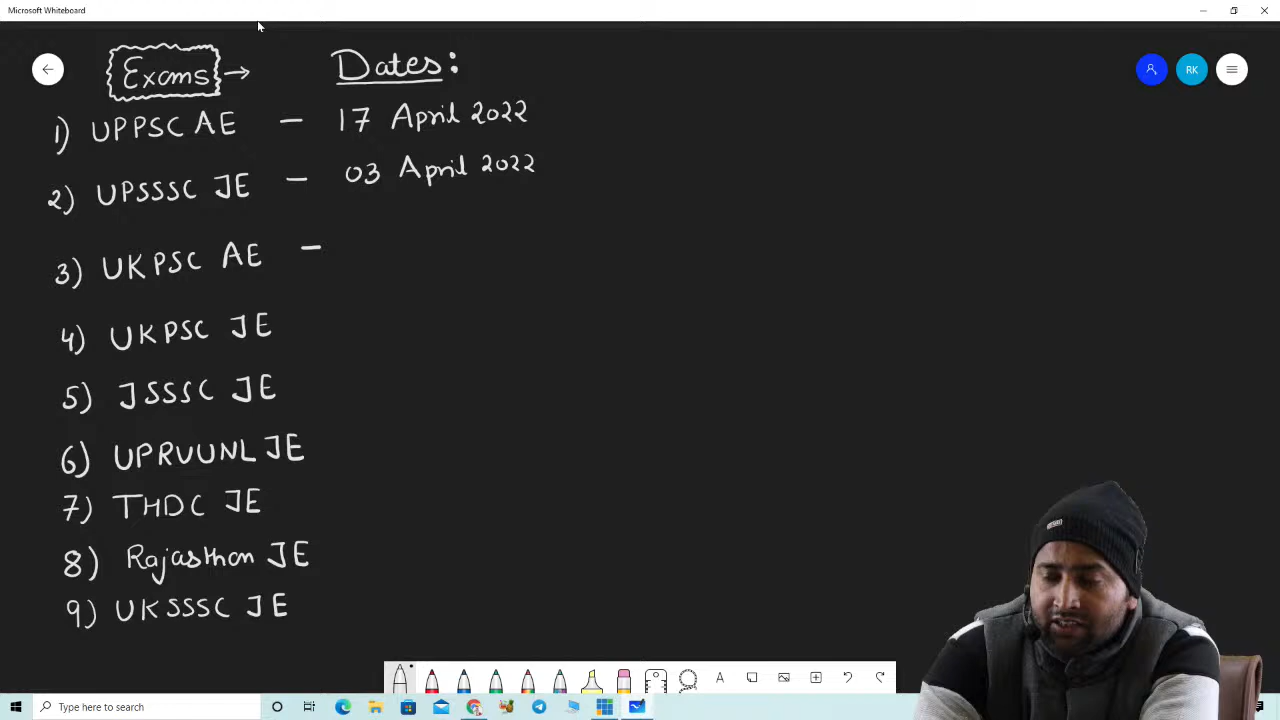 Microsoft Whiteboard
Exams → Dates:
RK
1) UPPSC AE - 17 April 2022
2) UPSSSC JE - 03 April 2022
3) UKPSC AE -
4) UKPSC JE
5) JSSSC JE
6) UPRVUNL JE
7) THDC JE
8) Rajasthan JE
9) UKSSSC JE
A
Type here to search